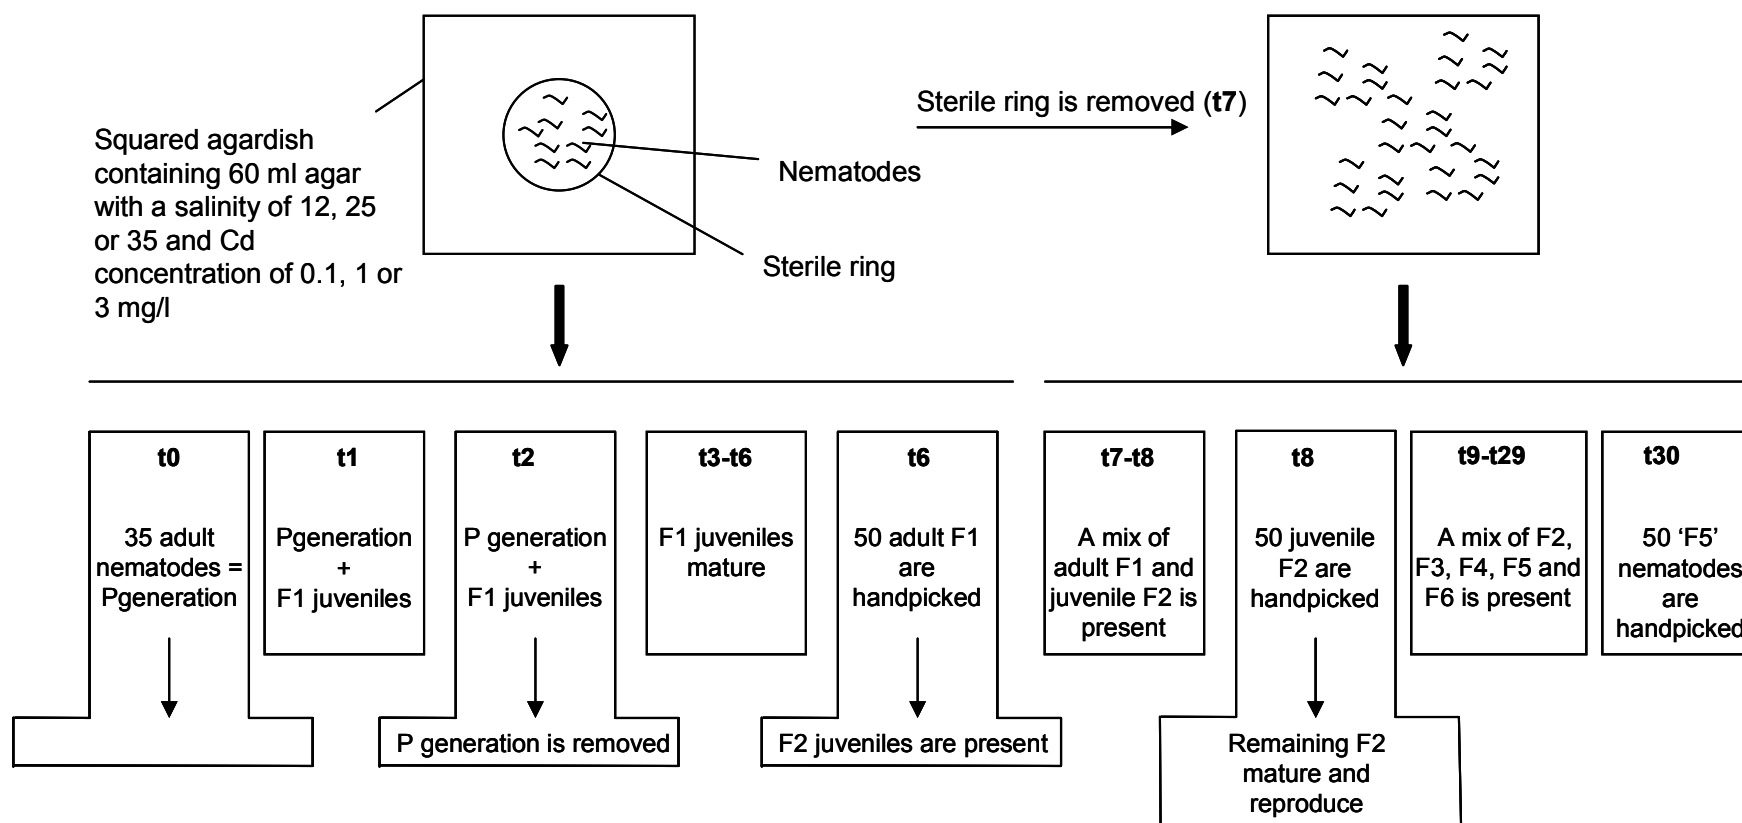 Squared agardish
containing 60 ml agar
with a salinity of 12, 25
or 35 and Cd
concentration of 0.1, 1 or
3 mg/l
Nematodes
Sterile ring
Sterile ring is removed (t7)
t0
35 adult
nematodes =
Pgeneration
t1
Pgeneration
+
F1 juveniles
t2
P generation
+
F1 juveniles
P generation is removed
t3-t6
F1 juveniles
mature
t6
50 adult F1
are
handpicked
F2 juveniles are present
t7-t8
A mix of
adult F1 and
juvenile F2 is
present
t8
50 juvenile
F2 are
handpicked
Remaining F2
mature and
reproduce
t9-t29
A mix of F2,
F3, F4, F5 and
F6 is present
t30
50 ‘F5’
nematodes
are
handpicked